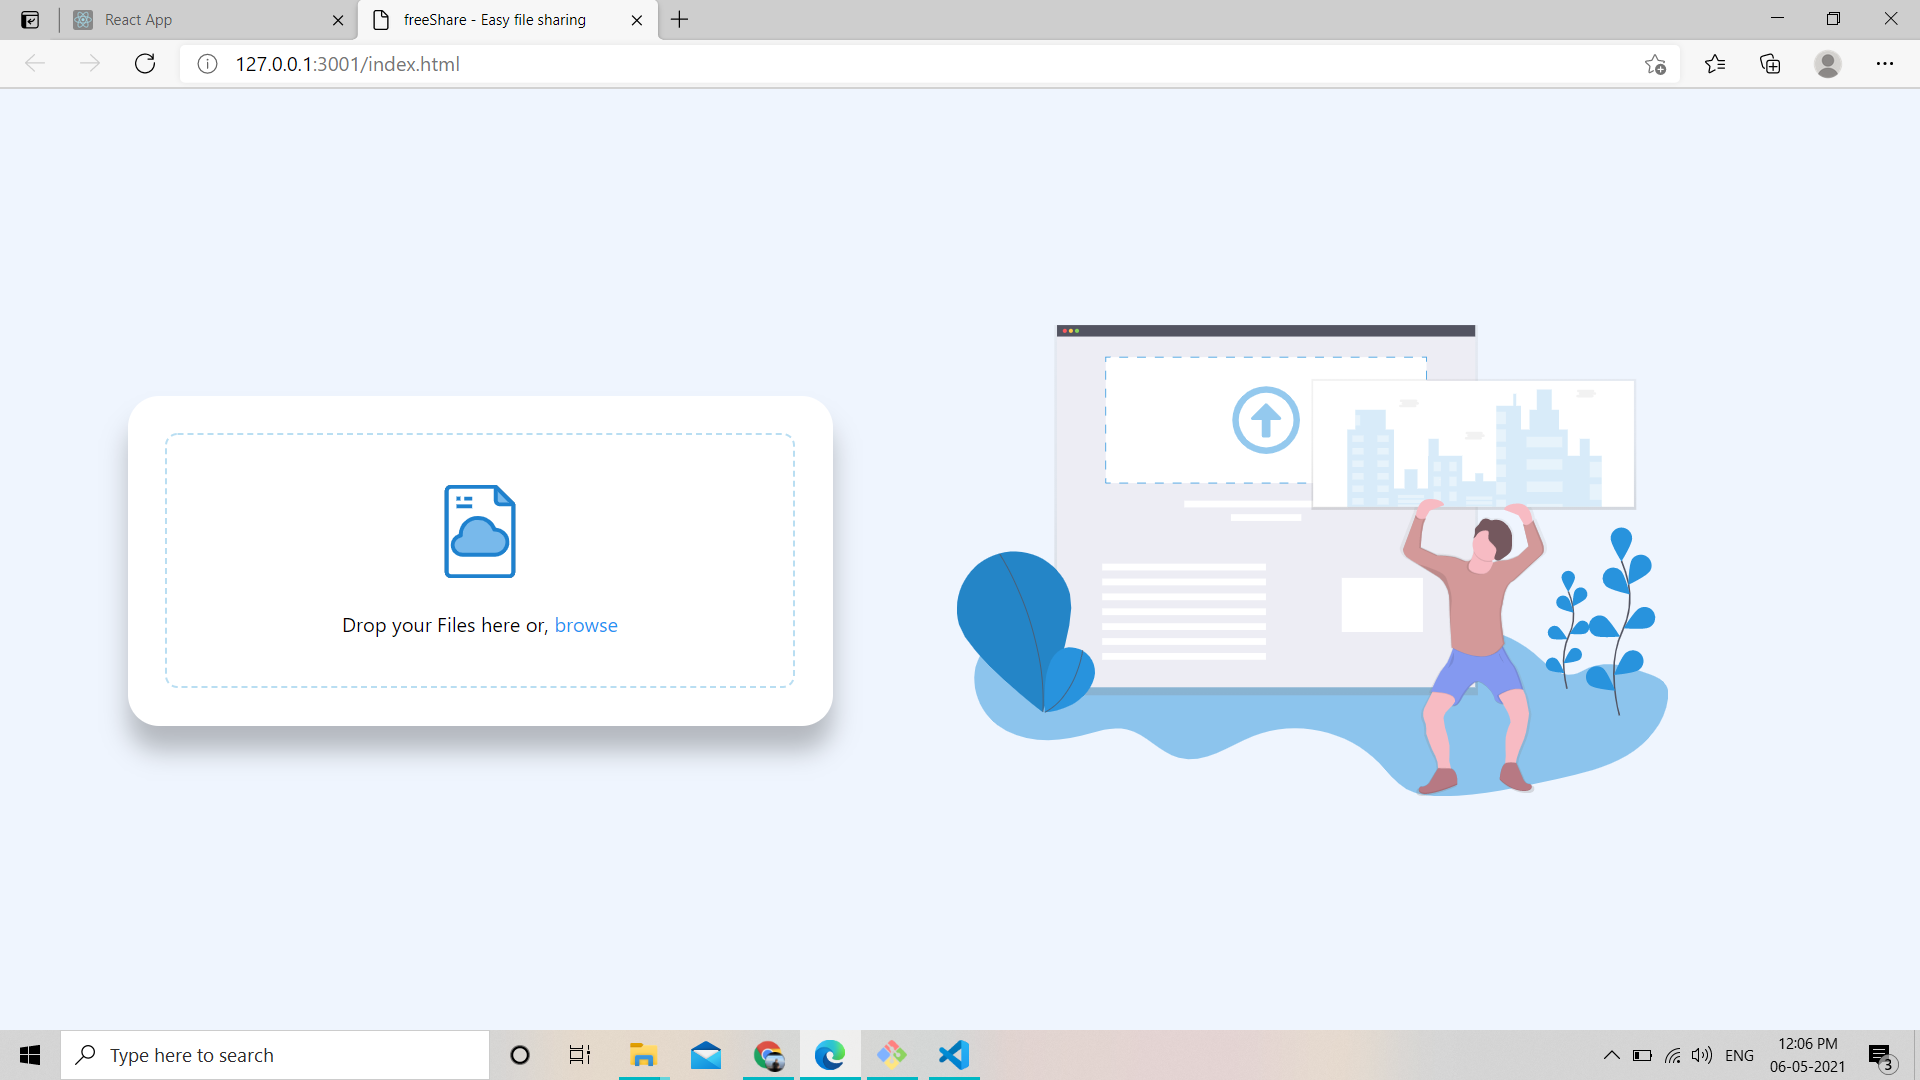 React App
freeShare - Easy file sharing
127.0.0.1:3001/index.html
Drop your Files here or, browse
Type here to search
ENG
12:06 PM
06-05-2021
3